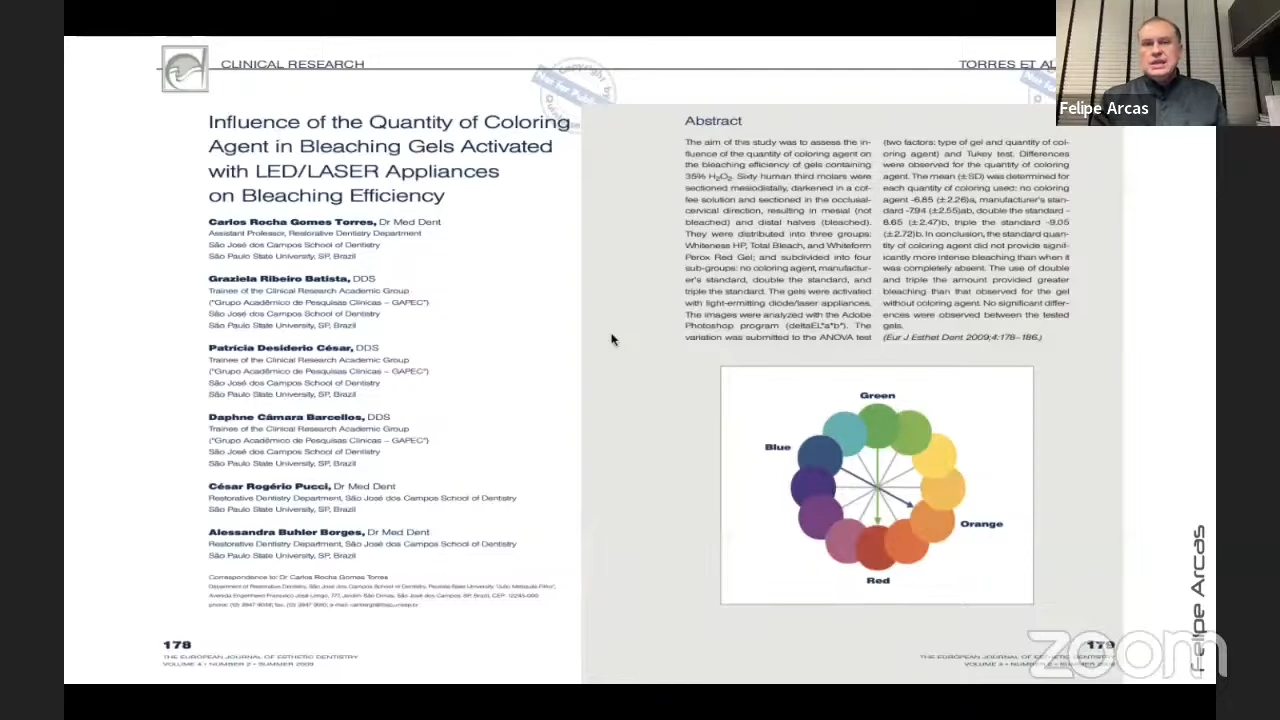 CLINICAL RESEARCH
TORRES ET AL
Felipe Arcas
Influence of the Quantity of Coloring
Agent in Bleaching Gels Activated
with LED/LASER Appliances
on Bleaching Efficiency
Carlos Rocha Gomes Torres, Dr Med Dent
Assistant Professor, Restorative Dentistry Department
São José dos Campos School of Dentistry
São Paulo State University, SP, Brazil
Graziela Ribeiro Batista, DDS
Trainee of the Clinical Research Academic Group
("Grupo Acadêmico de Pesquisas Clínicas – GAPEC")
São José dos Campos School of Dentistry
São Paulo State University, SP, Brazil
Patrícia Desiderio César, DDS
Trainee of the Clinical Research Academic Group
("Grupo Acadêmico de Pesquisas Clínicas – GAPEC")
São José dos Campos School of Dentistry
São Paulo State University, SP, Brazil
Daphne Câmara Barcellos, DDS
Trainee of the Clinical Research Academic Group
("Grupo Acadêmico de Pesquisas Clínicas – GAPEC")
São José dos Campos School of Dentistry
São Paulo State University, SP, Brazil
César Rogério Pucci, Dr Med Dent
Restorative Dentistry Department, São José dos Campos School of Dentistry
São Paulo State University, SP, Brazil
Alessandra Buhler Borges, Dr Med Dent
Restorative Dentistry Department, São José dos Campos School of Dentistry
São Paulo State University, SP, Brazil
Correspondence to: Dr Carlos Rocha Gomes Torres
178
THE EUROPEAN JOURNAL OF ESTHETIC DENTISTRY
VOLUME 4 • NUMBER 2 • SUMMER 2009
Abstract
The aim of this study was to assess the in-
fluence of the quantity of coloring agent on
the bleaching efficiency of gels containing
35% H2O2. Sixty human third molars were
sectioned mesiodistally, darkened in a cof-
fee solution and sectioned in the occlusal-
cervical direction, resulting in mesial (not
bleached) and distal halves (bleached).
They were distributed into three groups:
Whiteness HP, Total Bleach, and Whiteform
Perox Red Gel; and subdivided into four
sub-groups: no coloring agent, manufactur-
er's standard, double the standard, and
triple the standard. The gels were activated
with light-ermitting diode/laser appliances.
The images were analyzed with the Adobe
Photoshop program (deltaEL*a*b*). The
variation was submitted to the ANOVA test
(two factors: type of gel and quantity of col-
oring agent) and Tukey test. Differences
were observed for the quantity of coloring
agent. The mean (±SD) was determined for
each quantity of coloring used: no coloring
agent -6.85 (±2.26)a, manufacturer's stan-
dard -7.94 (±2.55)ab, double the standard -
8.65 (±2.47)b, triple the standard -9.05
(±2.72)b. In conclusion, the standard quan-
tity of coloring agent did not provide signif-
icantly more intense bleaching than when it
was completely absent. The use of double
and triple the amount provided greater
bleaching than that observed for the gel
without coloring agent. No significant differ-
ences were observed between the tested
gels.
(Eur J Esthet Dent 2009;4:178–186.)
Green
Blue
Orange
Red
179
THE EUROPEAN JOURNAL OF ESTHETIC DENTISTRY
VOLUME 4 • NUMBER 2 • SUMMER 2009
Felipe Arcas
zoom